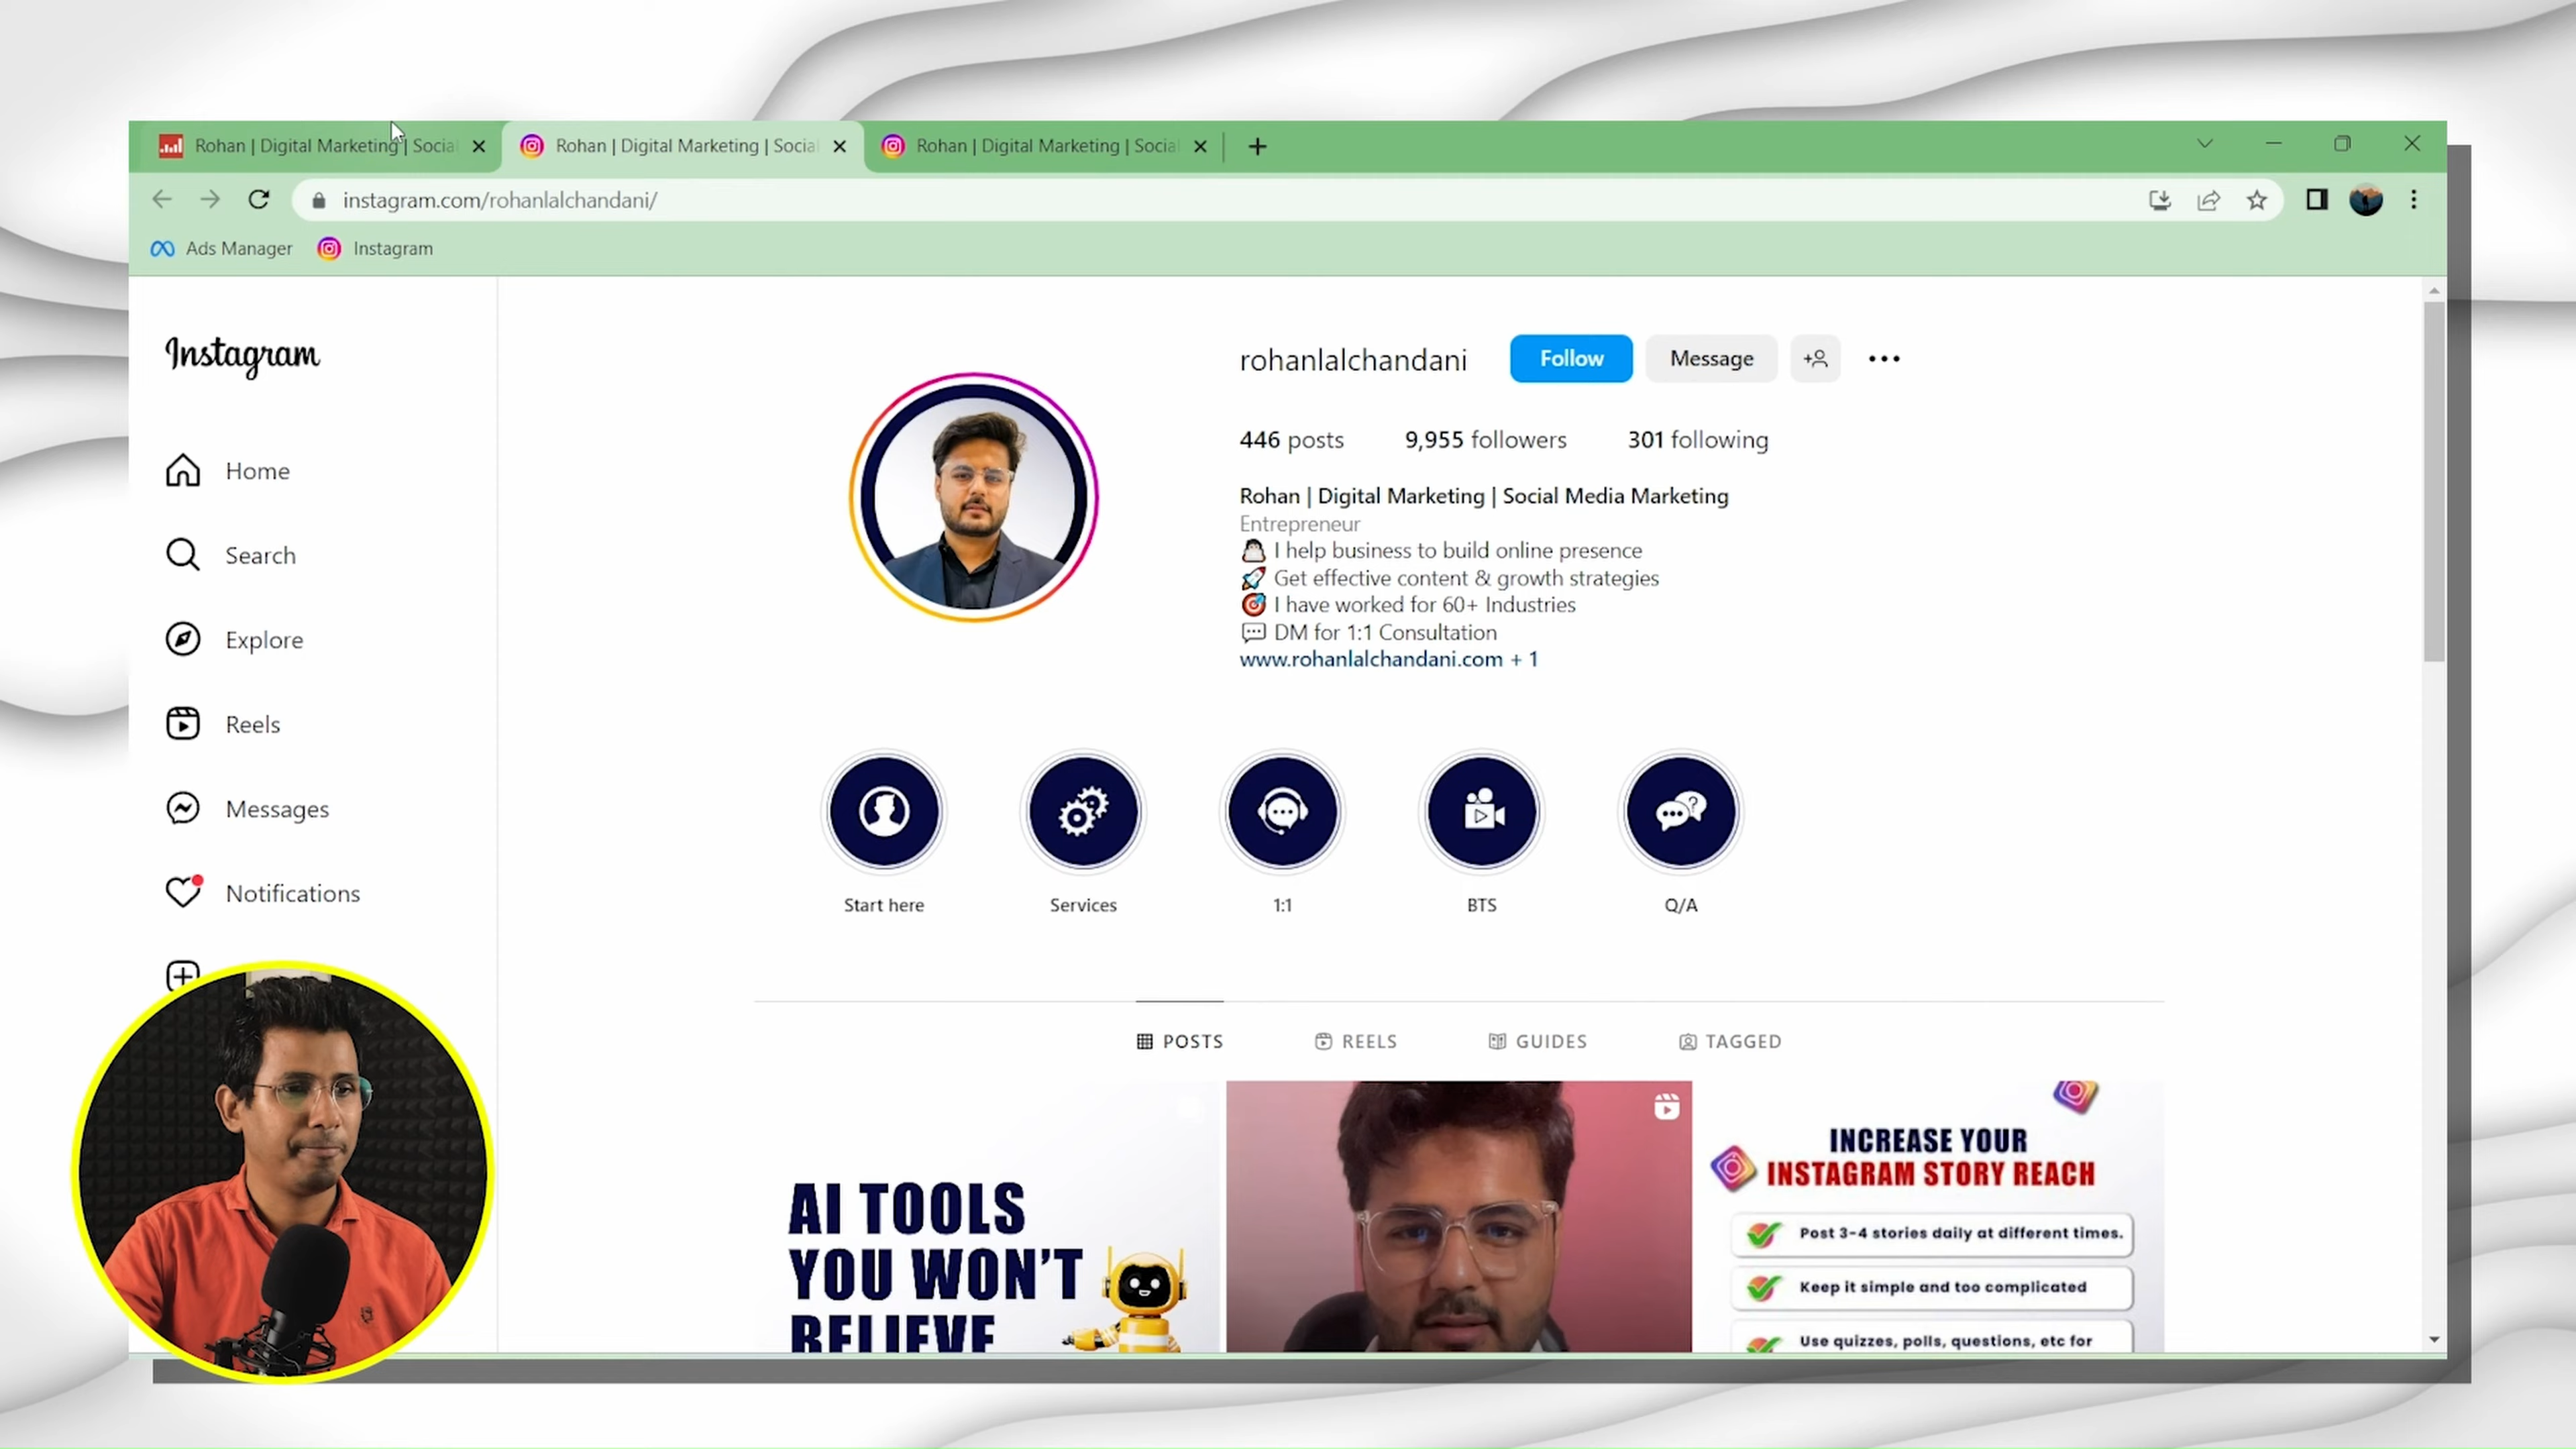 Rohan | Digital Marketing | Social
Rohan | Digital Marketing | Social
Rohan | Digital Marketing | Social
instagram.com/rohanlalchandani/
Ads Manager
Instagram
Instagram
Home
Search
Explore
Reels
Messages
Notifications
rohanlalchandani
Follow
Message
446 posts 9,955 followers 301 following
Rohan | Digital Marketing | Social Media Marketing
Entrepreneur
I help business to build online presence
Get effective content & growth strategies
I have worked for 60+ Industries
DM for 1:1 Consultation
www.rohanlalchandani.com + 1
Start here
Services
1:1
BTS
Q/A
POSTS
REELS
GUIDES
TAGGED
AI TOOLS
YOU WON'T
BELIEVE
INCREASE YOUR
INSTAGRAM STORY REACH
Post 3-4 stories daily at different times.
Keep it simple and too complicated
Use quizzes, polls, questions, etc for